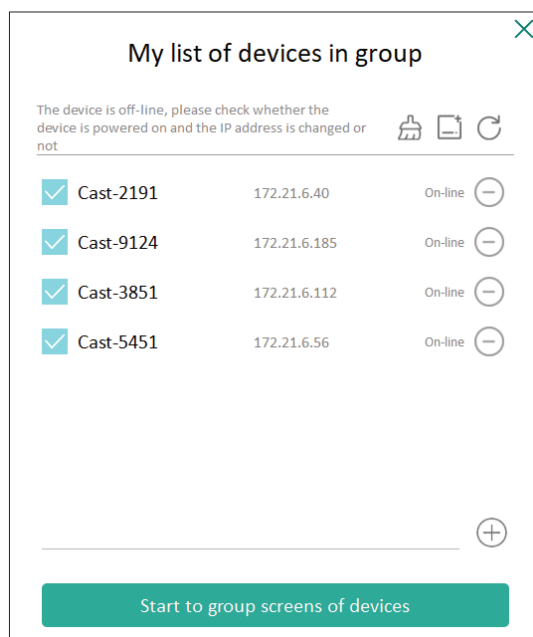 My list of devices in group
The device is off-line, please check whether the
device is powered on and the IP address is changed or
not
Cast-2191 172.21.6.40 On-line
Cast-9124 172.21.6.185 On-line
Cast-3851 172.21.6.112 On-line
Cast-5451 172.21.6.56 On-line
Start to group screens of devices